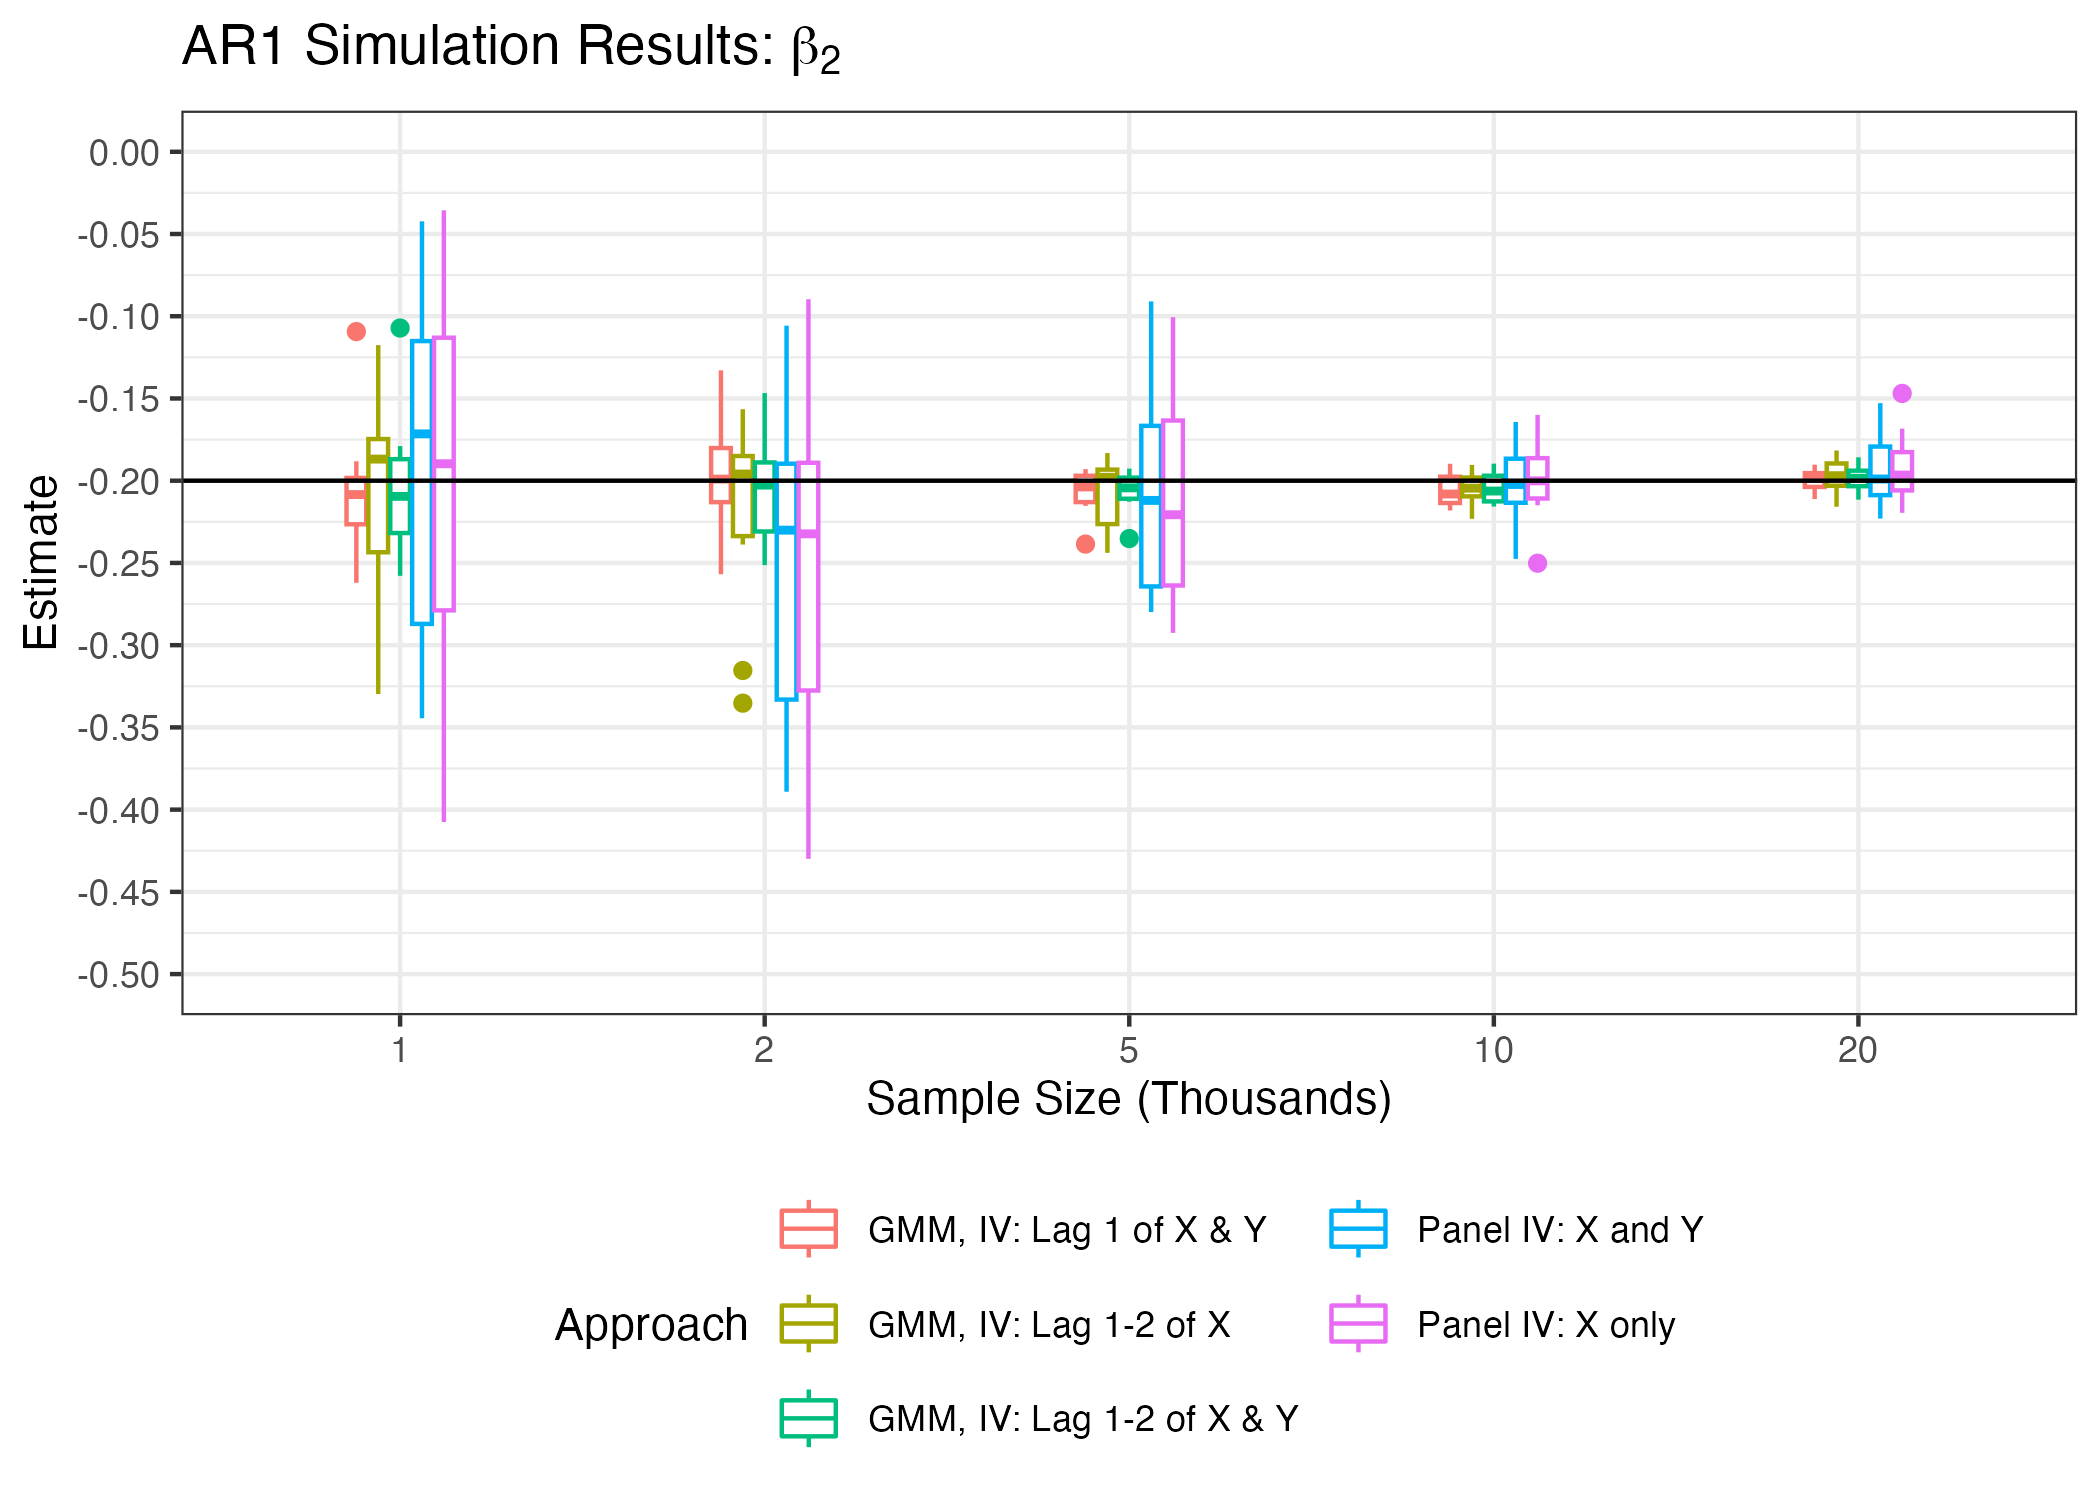 AR1 Simulation Results: β₂
0.00
-0.05
-0.10
-0.15
-0.20
-0.25
-0.30
-0.35
-0.40
-0.45
-0.50
Estimate
1 2 5 10 20
Sample Size (Thousands)
Approach
GMM, IV: Lag 1 of X & Y
GMM, IV: Lag 1-2 of X
GMM, IV: Lag 1-2 of X & Y
Panel IV: X and Y
Panel IV: X only